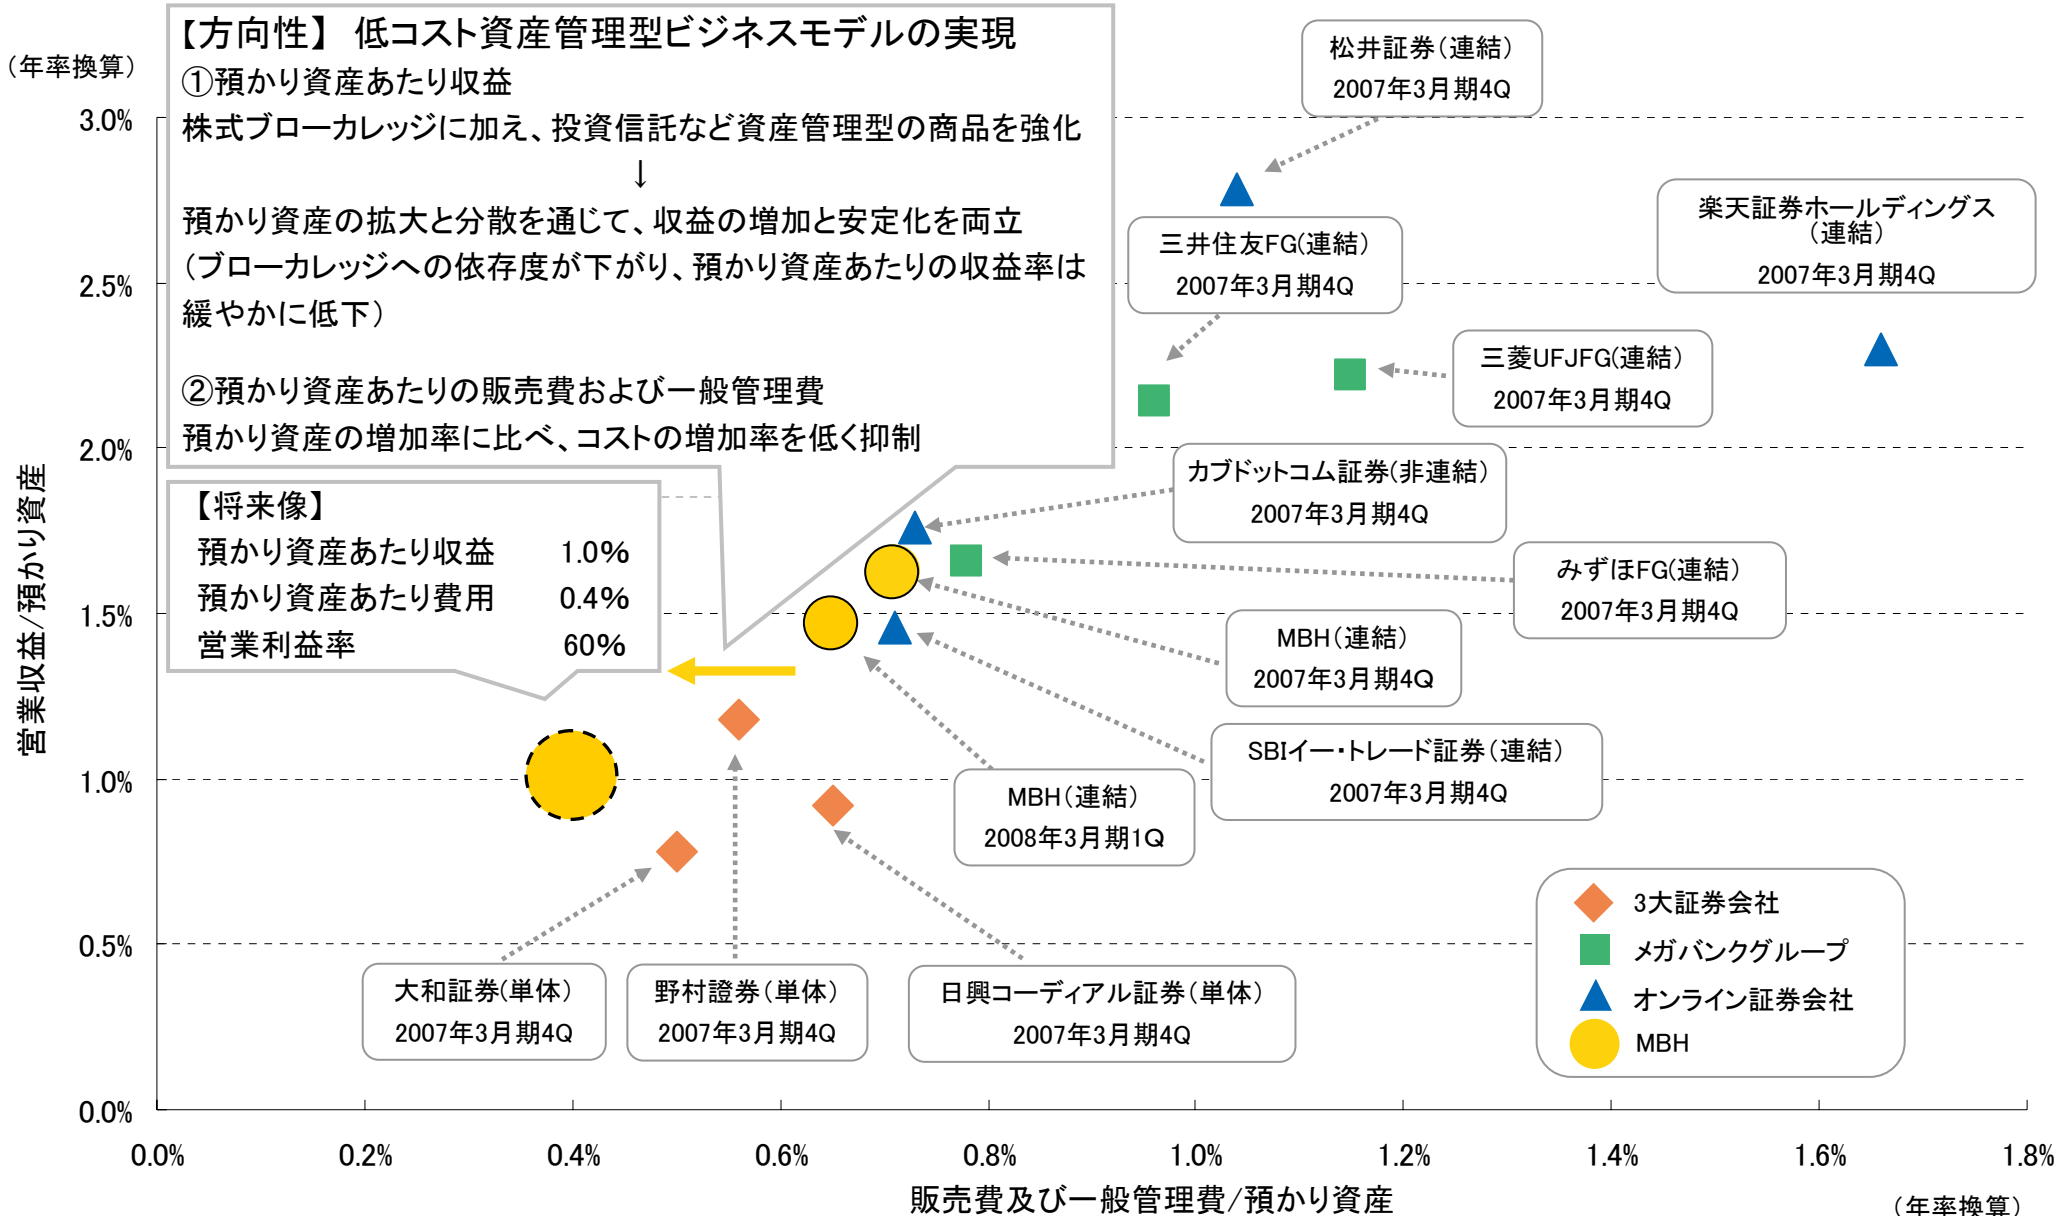 【方向性】 低コスト資産管理型ビジネスモデルの実現
①預かり資産あたり収益
株式ブローカレッジに加え、投資信託など資産管理型の商品を強化
↓
預かり資産の拡大と分散を通じて、収益の増加と安定化を両立
（ブローカレッジへの依存度が下がり、預かり資産あたりの収益率は
緩やかに低下）
②預かり資産あたりの販売費および一般管理費
預かり資産の増加率に比べ、コストの増加率を低く抑制
【将来像】
預かり資産あたり収益 1.0%
預かり資産あたり費用 0.4%
営業利益率 60%
（年率換算）
3.0%
2.5%
2.0%
1.5%
1.0%
0.5%
0.0%
営業収益/預かり資産
松井証券（連結）
2007年3月期4Q
楽天証券ホールディングス
（連結）
2007年3月期4Q
三井住友FG(連結)
2007年3月期4Q
三菱UFJFG(連結)
2007年3月期4Q
カブドットコム証券(非連結)
2007年3月期4Q
みずほFG(連結)
2007年3月期4Q
MBH（連結）
2007年3月期4Q
SBIイー・トレード証券（連結）
2007年3月期4Q
MBH（連結）
2008年3月期1Q
大和証券(単体)
2007年3月期4Q
野村證券（単体）
2007年3月期4Q
日興コーディアル証券（単体）
2007年3月期4Q
3大証券会社
メガバンクグループ
オンライン証券会社
MBH
0.0% 0.2% 0.4% 0.6% 0.8% 1.0% 1.2% 1.4% 1.6% 1.8%
販売費及び一般管理費/預かり資産
（年率換算）